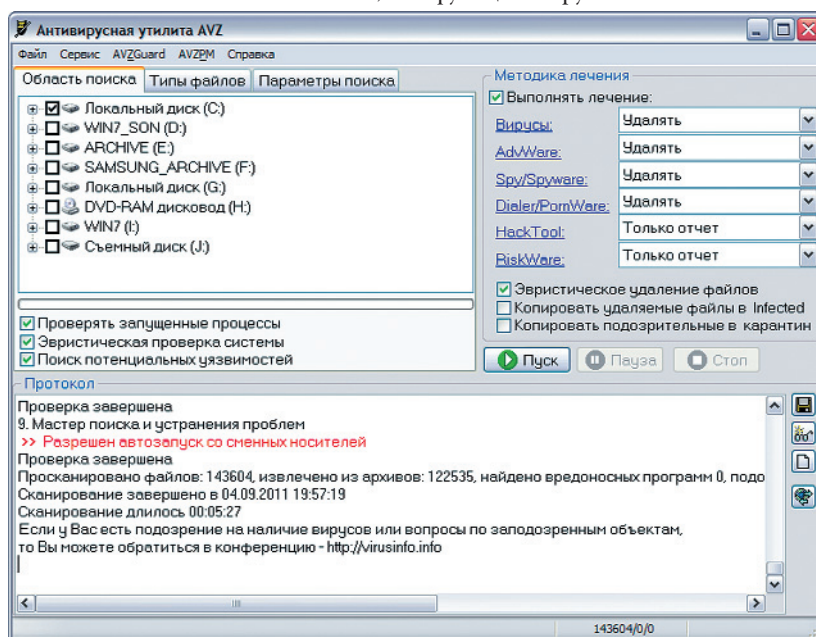 Антивирусная утилита AVZ
Файл Сервис AVZGuard AVZPM Справка
Область поиска Типы файлов Параметры поиска
Локальный диск (C:)
WIN7_SON (D:)
ARCHIVE (E:)
SAMSUNG_ARCHIVE (F:)
Локальный диск (G:)
DVD-RAM дисковод (H:)
WIN7 (I:)
Съемный диск (J:)
Проверять запущенные процессы
Эвристическая проверка системы
Поиск потенциальных уязвимостей
Методика лечения
Выполнять лечение:
Вирусы: Удалять
AdvWare: Удалять
Spy/Spyware: Удалять
Dialer/PornWare: Удалять
HackTool: Только отчет
RiskWare: Только отчет
Эвристическое удаление файлов
Копировать удаляемые файлы в Infected
Копировать подозрительные в карантин
Пуск Пауза Стоп
Протокол
Проверка завершена
9. Мастер поиска и устранения проблем
>> Разрешен автозапуск со сменных носителей
Проверка завершена
Просканировано файлов: 143604, извлечено из архивов: 122535, найдено вредоносных программ 0, подо
Сканирование завершено в 04.09.2011 19:57:19
Сканирование длилось 00:05:27
Если у Вас есть подозрение на наличие вирусов или вопросы по заподозренным объектам,
то Вы можете обратиться в конференцию - http://virusinfo.info
143604/0/0